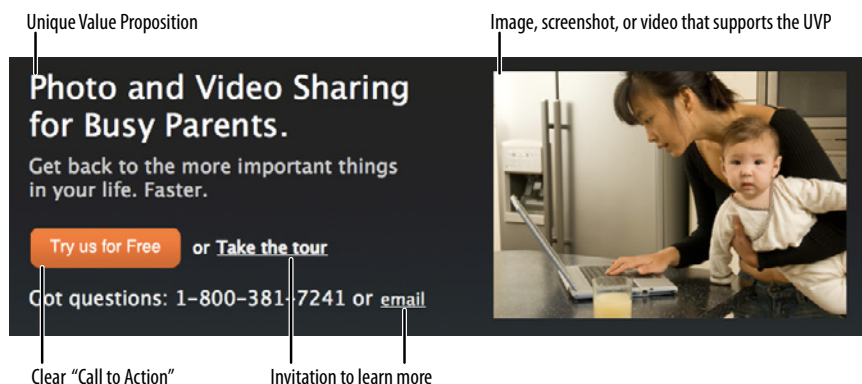 Unique Value Proposition
Image, screenshot, or video that supports the UVP
Photo and Video Sharing
for Busy Parents.
Get back to the more important things
in your life. Faster.
Try us for Free or Take the tour
Got questions: 1-800-381-7241 or email
Clear “Call to Action”
Invitation to learn more